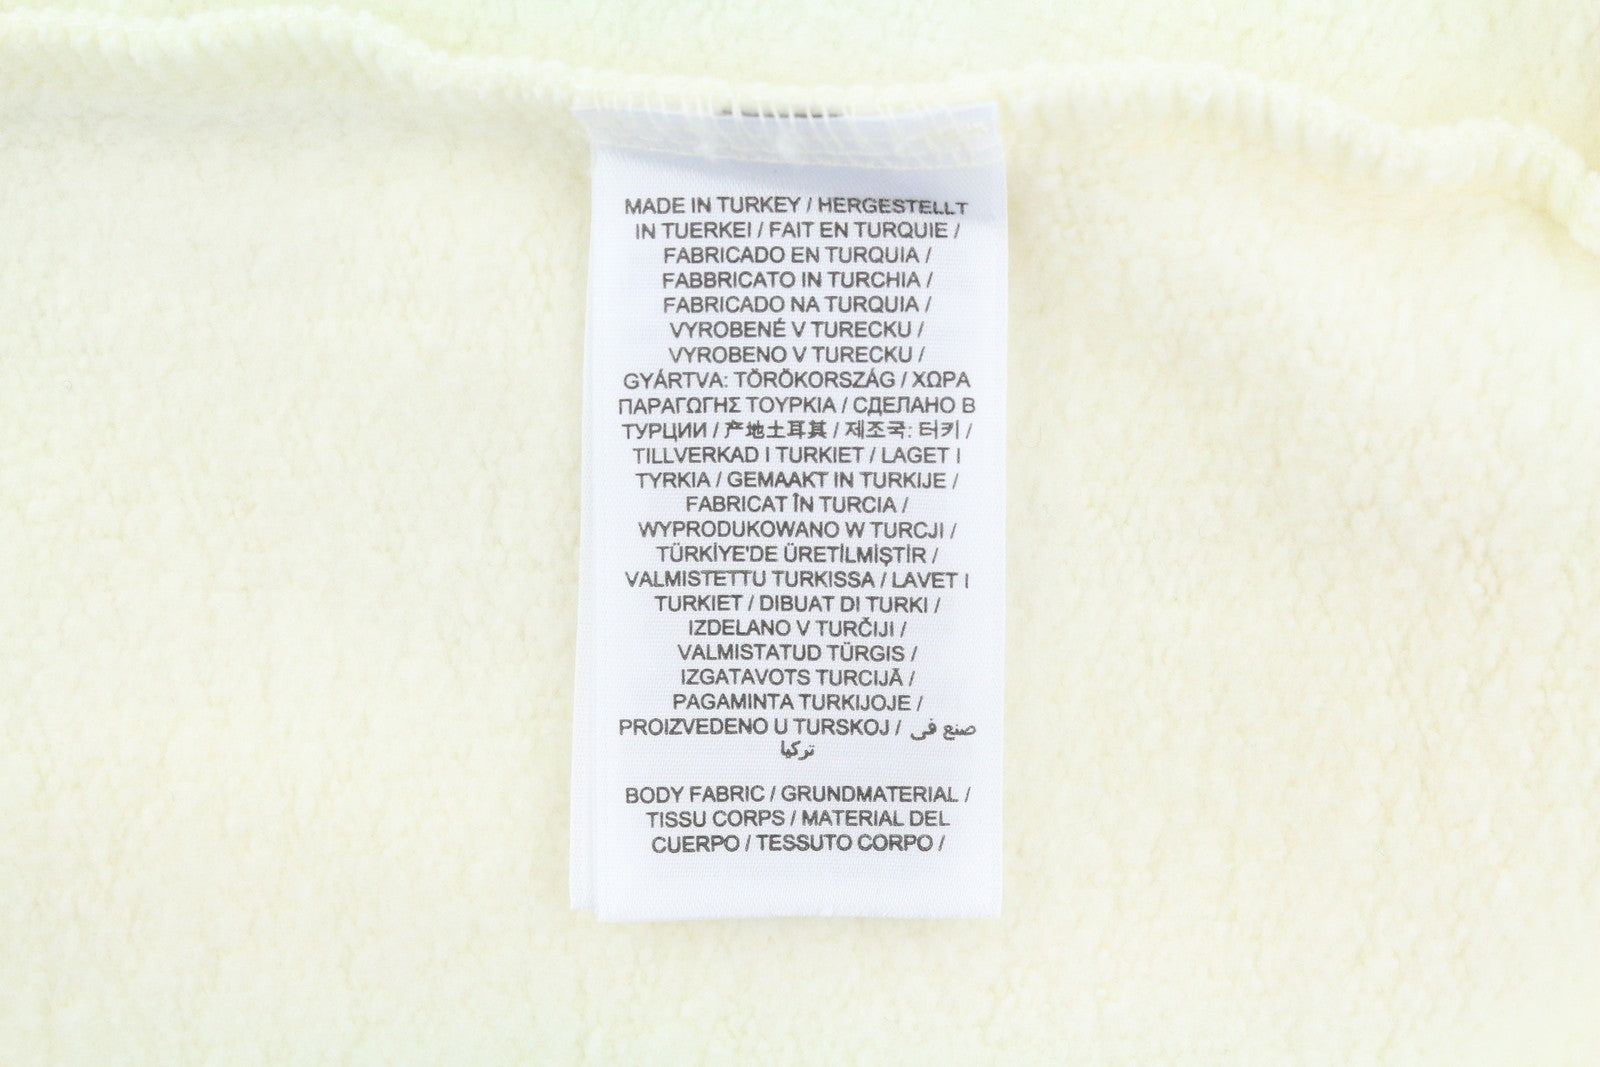 MADE IN TURKEY / HERGESTELLT
IN TUERKEI / FAIT EN TURQUIE /
FABRICADO EN TURQUIA /
FABBRICATO IN TURCHIA /
FABRICADO NA TURQUIA /
VYROBENÉ V TURECKU /
VYROBENO V TURECKU /
GYÁRTVA: TÖRÖKORSZÁG / ΧΩΡΑ
ΠΑΡΑΓΩΓΗΣ ΤΟΥΡΚΙΑ / СДЕЛАНО В
ТУРЦИИ / 产地土耳其 / 제조국: 터키 /
TILLVERKAD I TURKIET / LAGET I
TYRKIA / GEMAAKT IN TURKIJE /
FABRICAT ÎN TURCIA /
WYPRODUKOWANO W TURCJI /
TÜRKİYE'DE ÜRETİLMİŞTİR /
VALMISTETTU TURKISSA / LAVET I
TURKIET / DIBUAT DI TURKI /
IZDELANO V TURČIJI /
VALMISTATUD TÜRGIS /
IZGATAVOTS TURCIJĀ /
PAGAMINTA TURKIJOJE /
PROIZVEDENO U TURSKOJ / صنع في
تركيا
BODY FABRIC / GRUNDMATERIAL /
TISSU CORPS / MATERIAL DEL
CUERPO / TESSUTO CORPO /